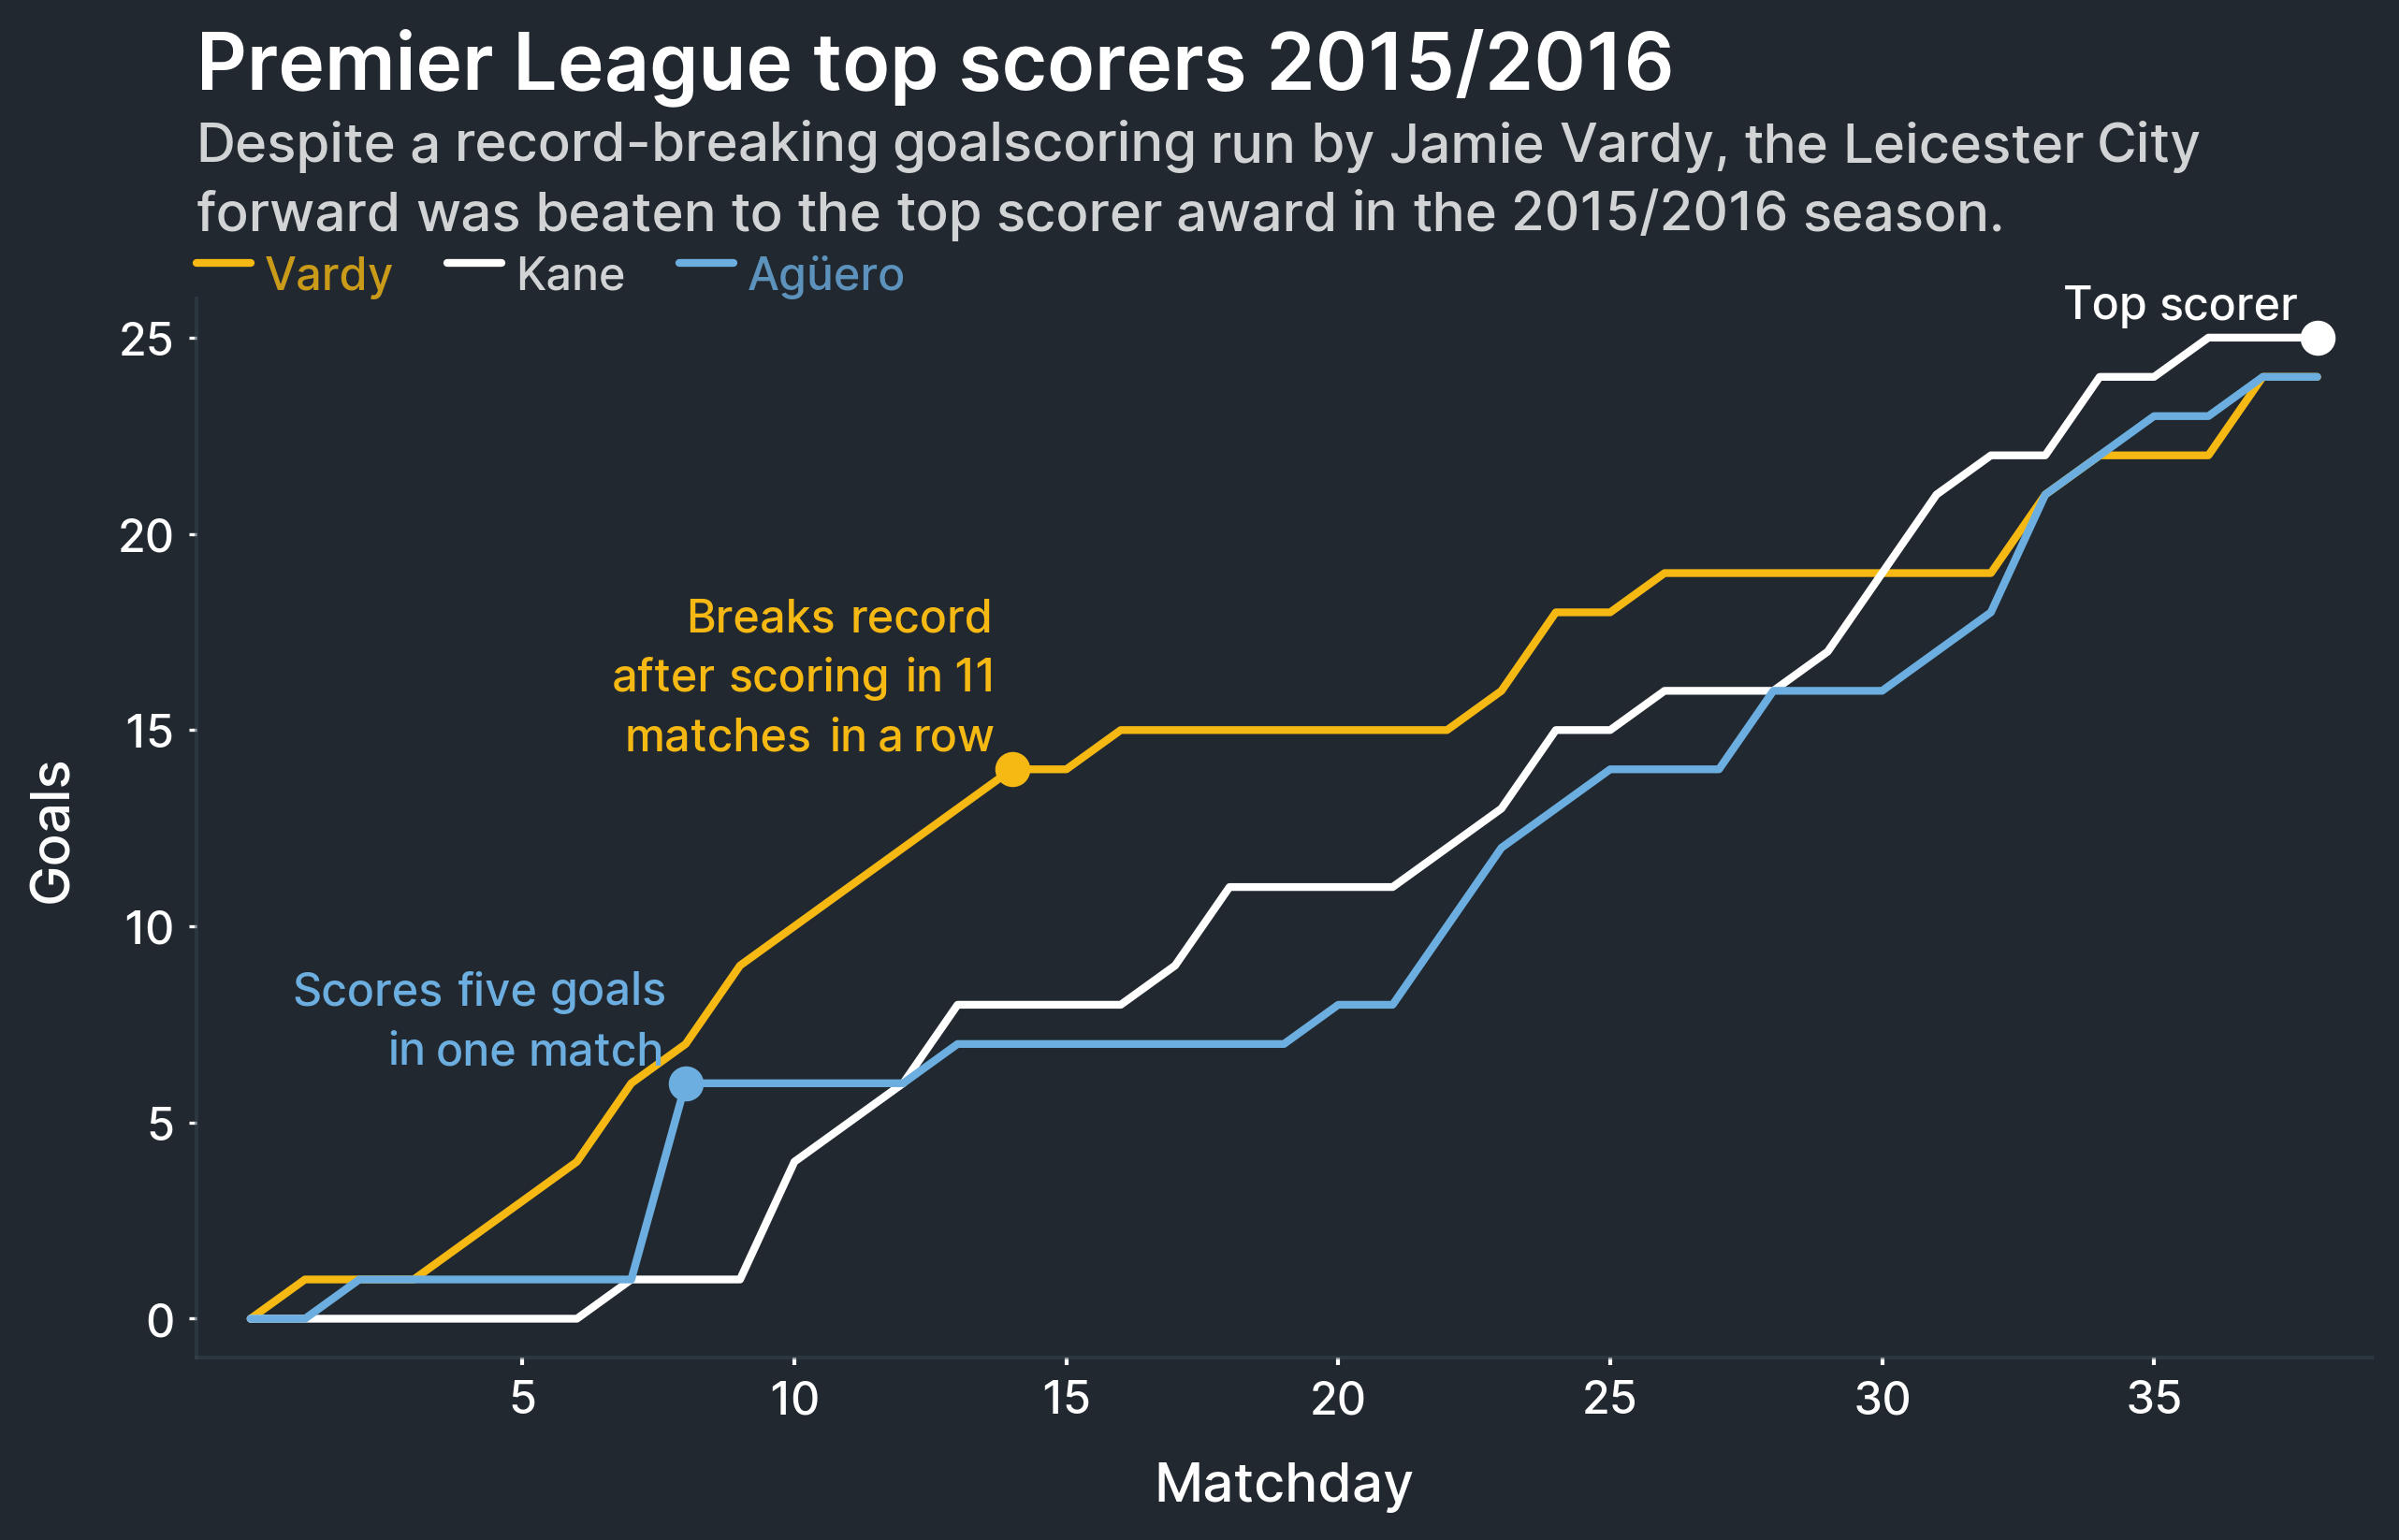 Premier League top scorers 2015/2016
Despite a record-breaking goalscoring run by Jamie Vardy, the Leicester City
forward was beaten to the top scorer award in the 2015/2016 season.
Vardy Kane Agüero
Top scorer
25
20
15
10
5
0
Goals
Breaks record
after scoring in 11
matches in a row
Scores five goals
in one match
5 10 15 20 25 30 35
Matchday